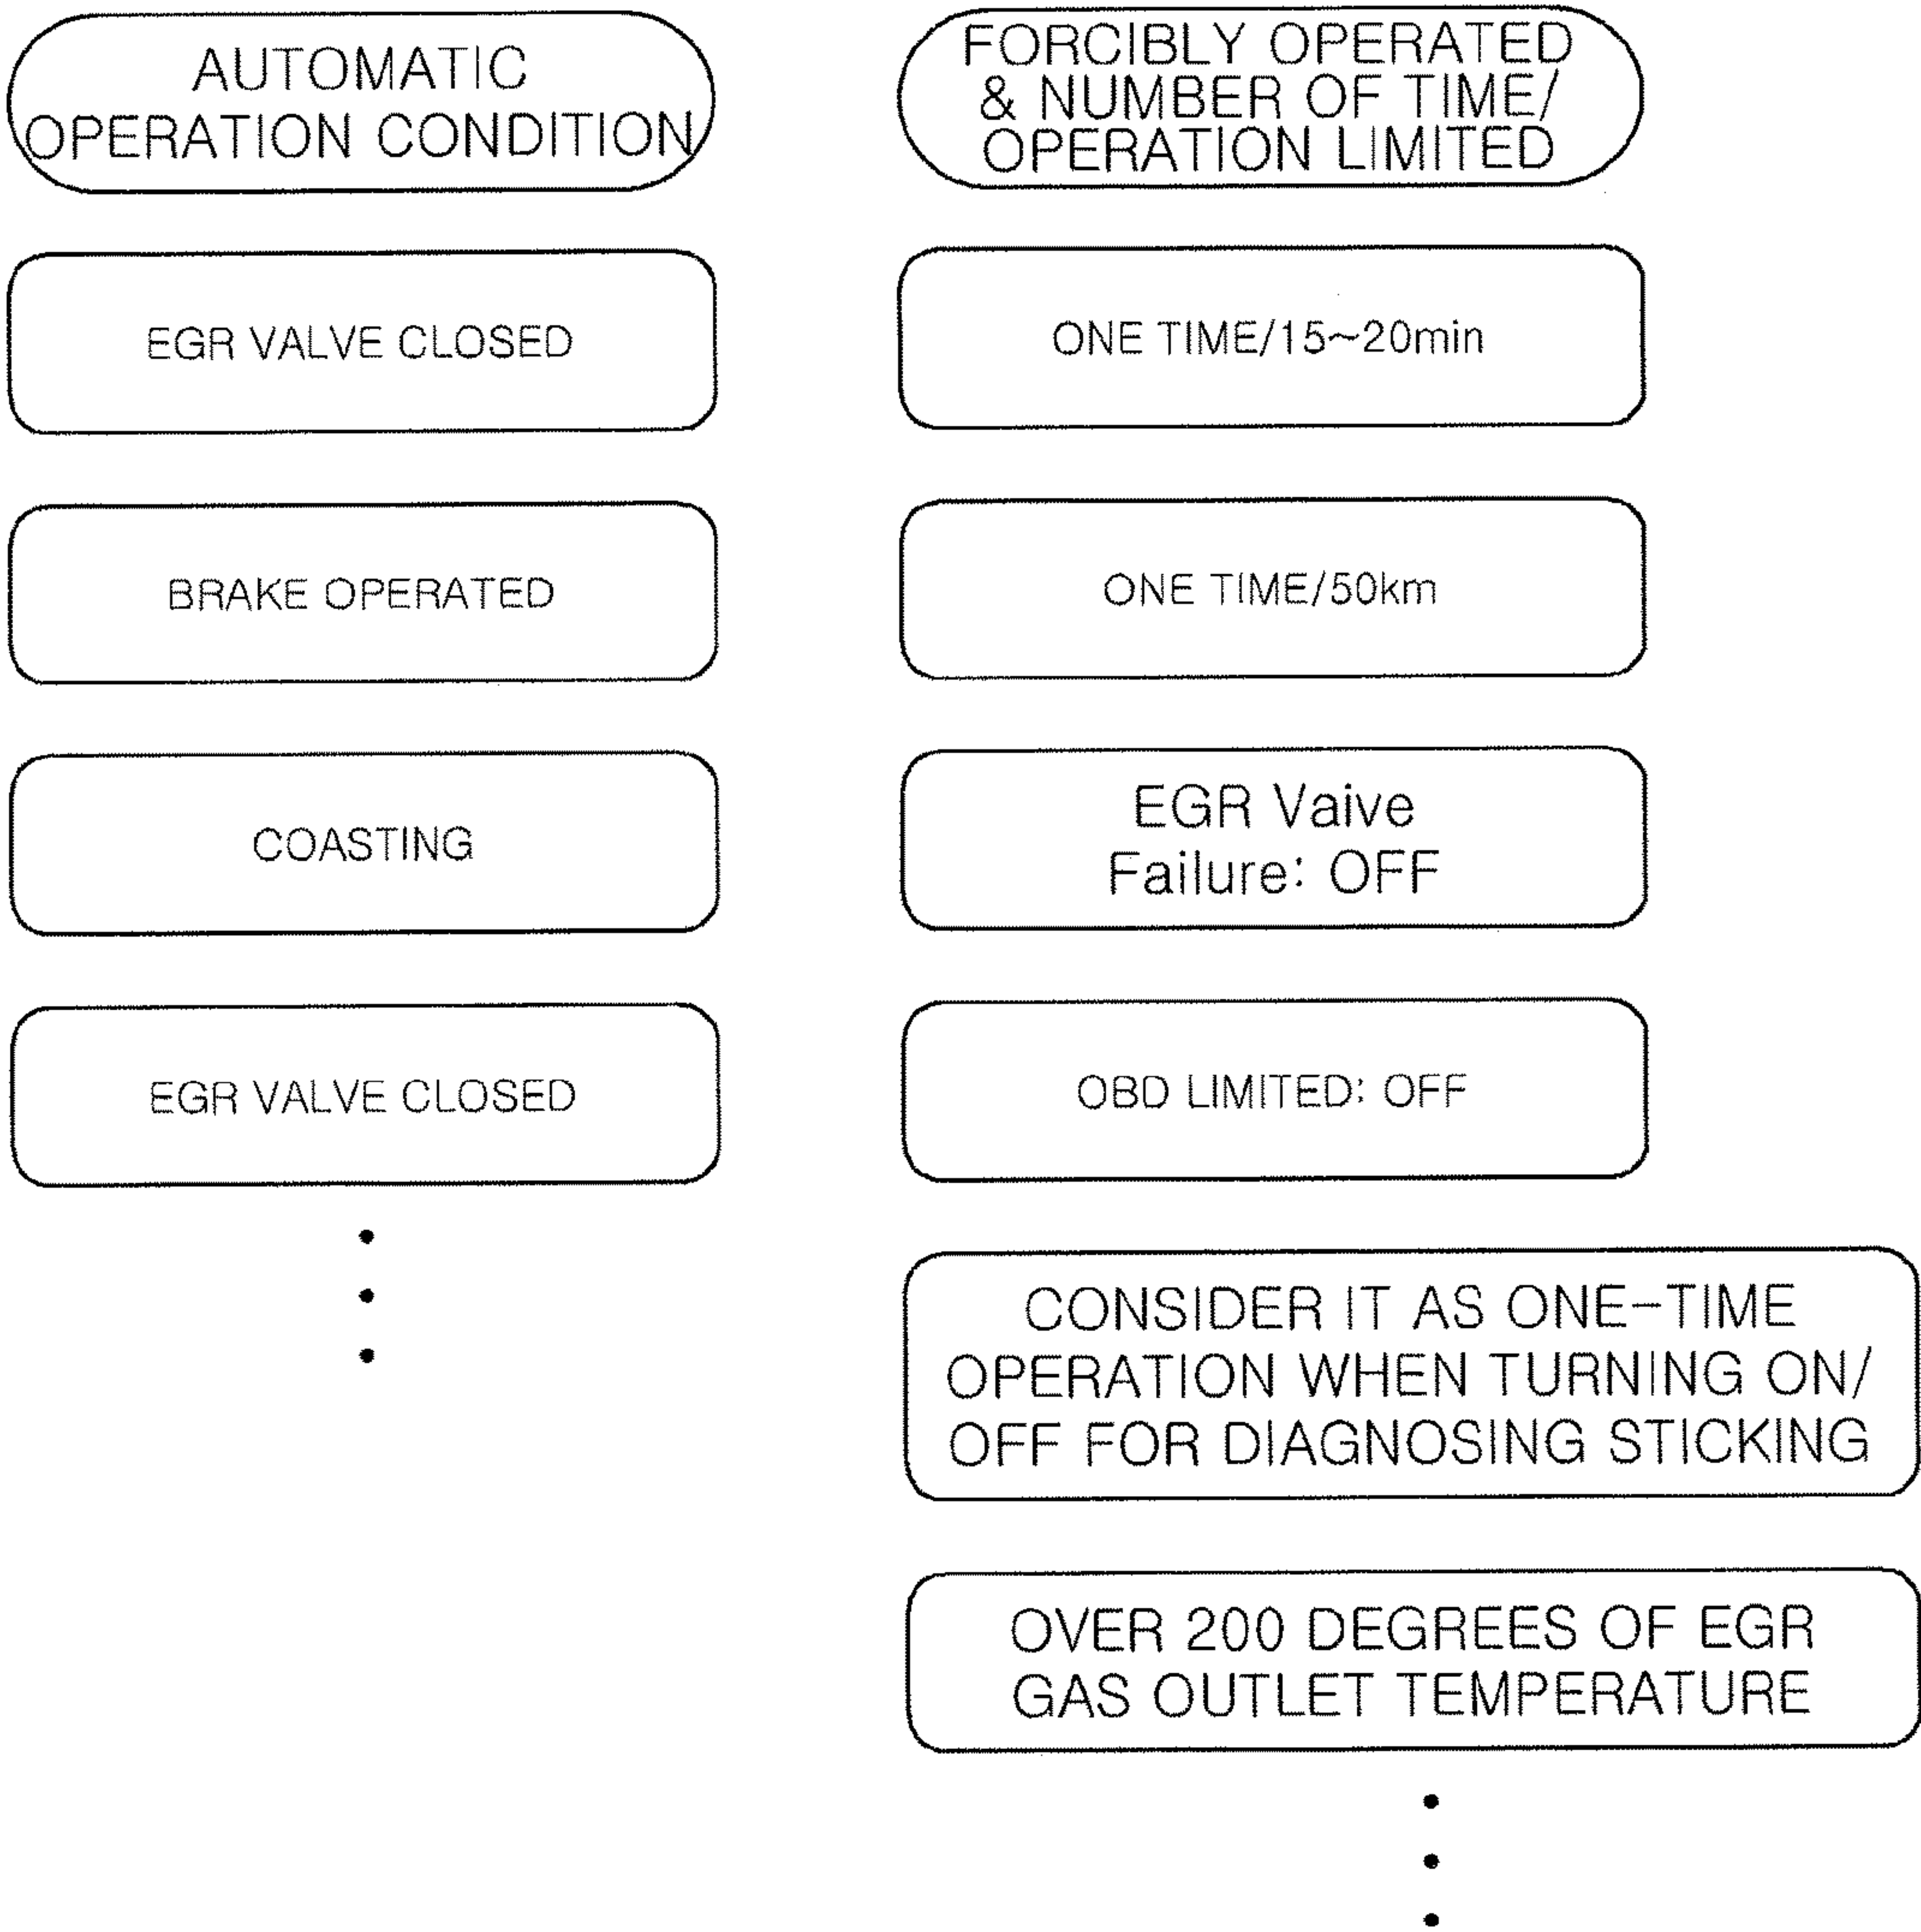 AUTOMATIC
OPERATION CONDITION
EGR VALVE CLOSED
BRAKE OPERATED
COASTING
EGR VALVE CLOSED
FORCIBLY OPERATED
& NUMBER OF TIME/
OPERATION LIMITED
ONE TIME/15~20min
ONE TIME/50km
EGR Vaive
Failure: OFF
OBD LIMITED: OFF
CONSIDER IT AS ONE-TIME
OPERATION WHEN TURNING ON/
OFF FOR DIAGNOSING STICKING
OVER 200 DEGREES OF EGR
GAS OUTLET TEMPERATURE